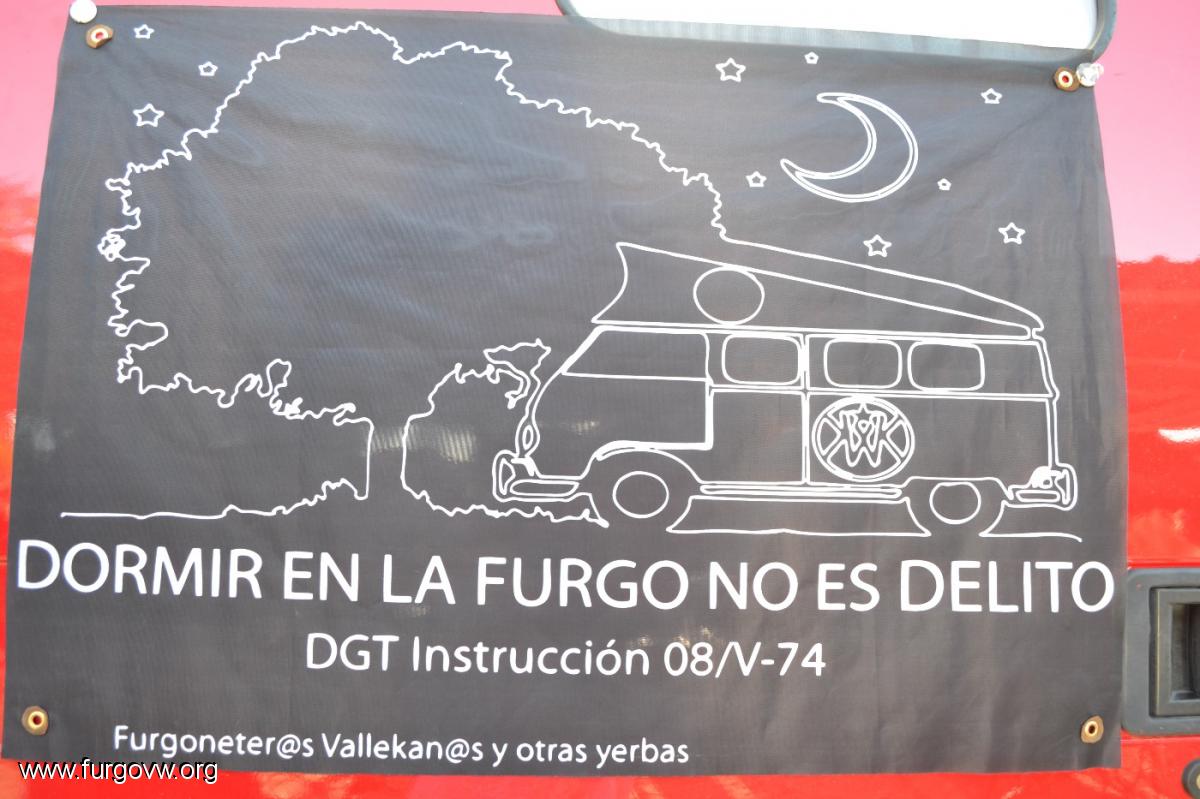 DORMIR EN LA FURGO NO ES DELITO
DGT Instrucción 08/V-74
Furgoneter@s Vallekan@s y otras yerbas
www.furgovw.org